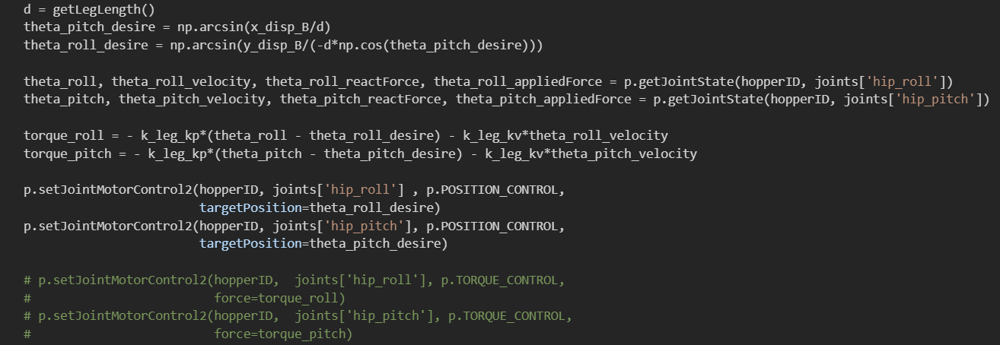 d = getLegLength()
theta_pitch_desire = np.arcsin(x_disp_B/d)
theta_roll_desire = np.arcsin(y_disp_B/(-d*np.cos(theta_pitch_desire)))

theta_roll, theta_roll_velocity, theta_roll_reactForce, theta_roll_appliedForce = p.getJointState(hopperID, joints['hip_roll'])
theta_pitch, theta_pitch_velocity, theta_pitch_reactForce, theta_pitch_appliedForce = p.getJointState(hopperID, joints['hip_pitch'])

torque_roll = - k_leg_kp*(theta_roll - theta_roll_desire) - k_leg_kv*theta_roll_velocity
torque_pitch = - k_leg_kp*(theta_pitch - theta_pitch_desire) - k_leg_kv*theta_pitch_velocity

p.setJointMotorControl2(hopperID, joints['hip_roll'] , p.POSITION_CONTROL,
                        targetPosition=theta_roll_desire)
p.setJointMotorControl2(hopperID, joints['hip_pitch'], p.POSITION_CONTROL,
                        targetPosition=theta_pitch_desire)

# p.setJointMotorControl2(hopperID,  joints['hip_roll'], p.TORQUE_CONTROL,
#                         force=torque_roll)
# p.setJointMotorControl2(hopperID,  joints['hip_pitch'], p.TORQUE_CONTROL,
#                         force=torque_pitch)